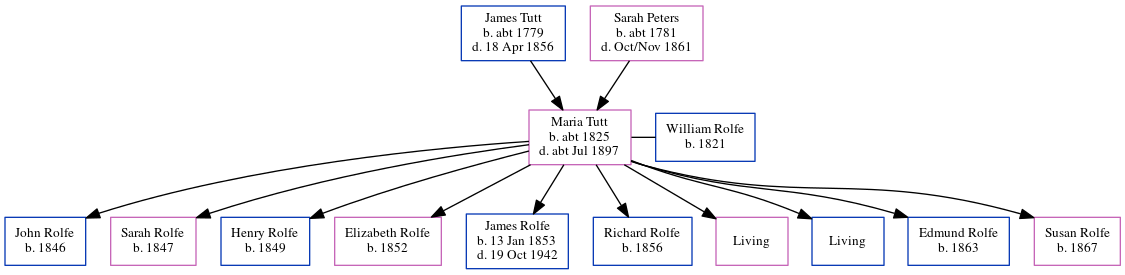 James Tutt
b. abt 1779
d. 18 Apr 1856
Sarah Peters
b. abt 1781
d. Oct/Nov 1861
Maria Tutt
b. abt 1825
d. abt Jul 1897
William Rolfe
b. 1821
John Rolfe
b. 1846
Sarah Rolfe
b. 1847
Henry Rolfe
b. 1849
Elizabeth Rolfe
b. 1852
James Rolfe
b. 13 Jan 1853
d. 19 Oct 1942
Richard Rolfe
b. 1856
Living
Living
Edmund Rolfe
b. 1863
Susan Rolfe
b. 1867